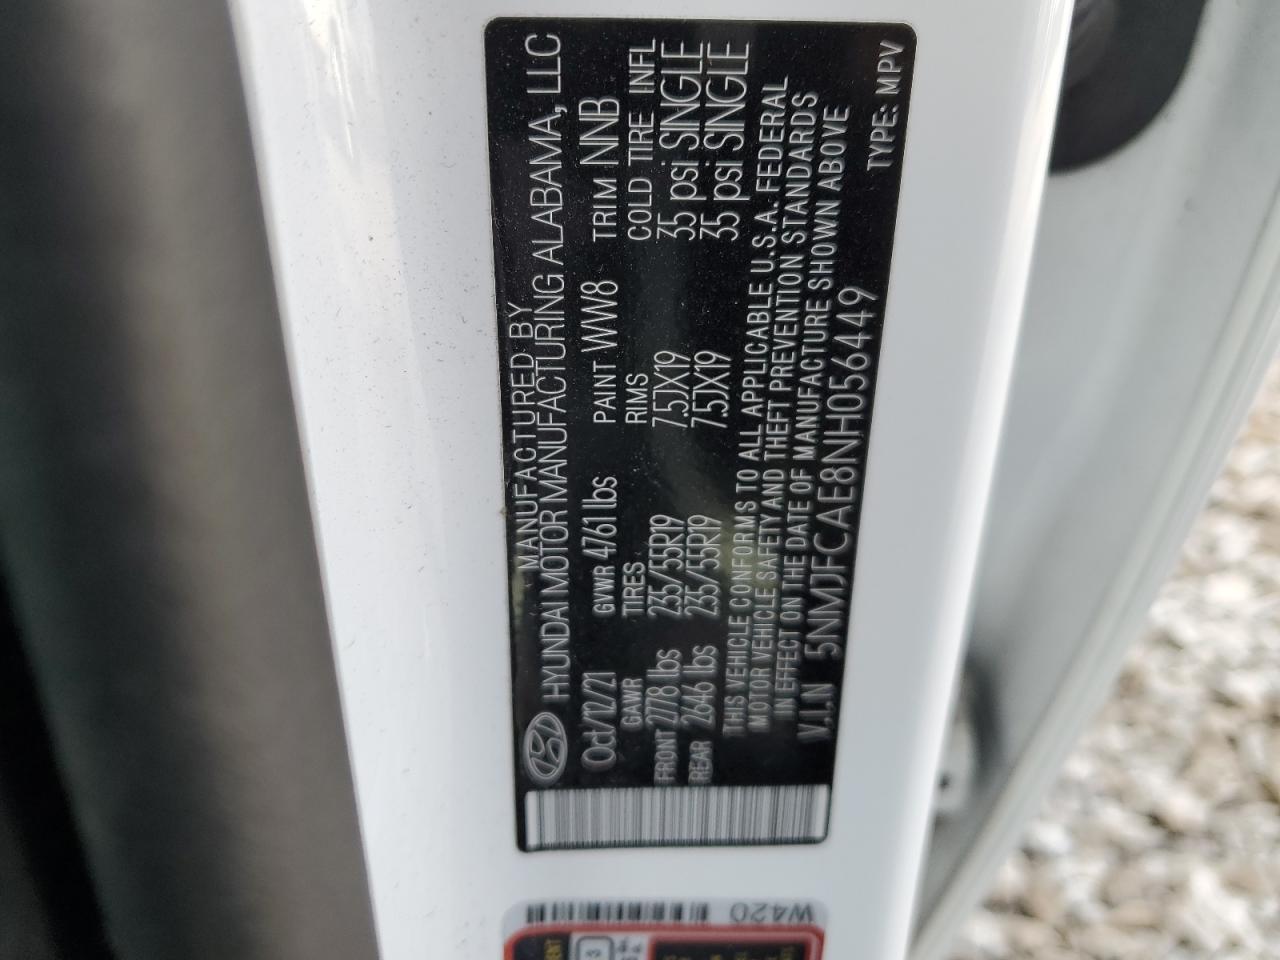 MANUFACTURED BY
HYUNDAI MOTOR MANUFACTURING ALABAMA, LLC
Oct/12/21 GVWR 4761 lbs PAINT WW8 TRIM NNB
GAWR TIRES RIMS COLD TIRE INFL
FRONT 2778 lbs 235/55R19 7.5JX19 35 psi SINGLE
REAR 2646 lbs 235/55R19 7.5JX19 35 psi SINGLE
THIS VEHICLE CONFORMS TO ALL APPLICABLE U.S.A. FEDERAL
MOTOR VEHICLE SAFETY AND THEFT PREVENTION STANDARDS
IN EFFECT ON THE DATE OF MANUFACTURE SHOWN ABOVE
V.I.N 5NMJFCAE8NH056449 TYPE: MPV
W420